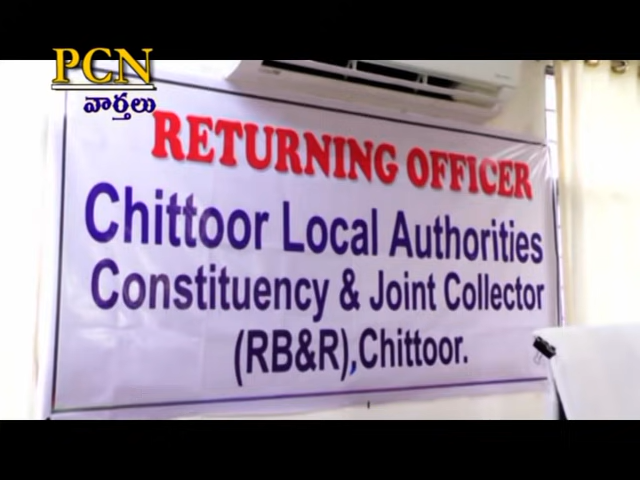 PCN
వార్తలు
RETURNING OFFICER
Chittoor Local Authorities
Constituency & Joint Collector
(RB&R),Chittoor.